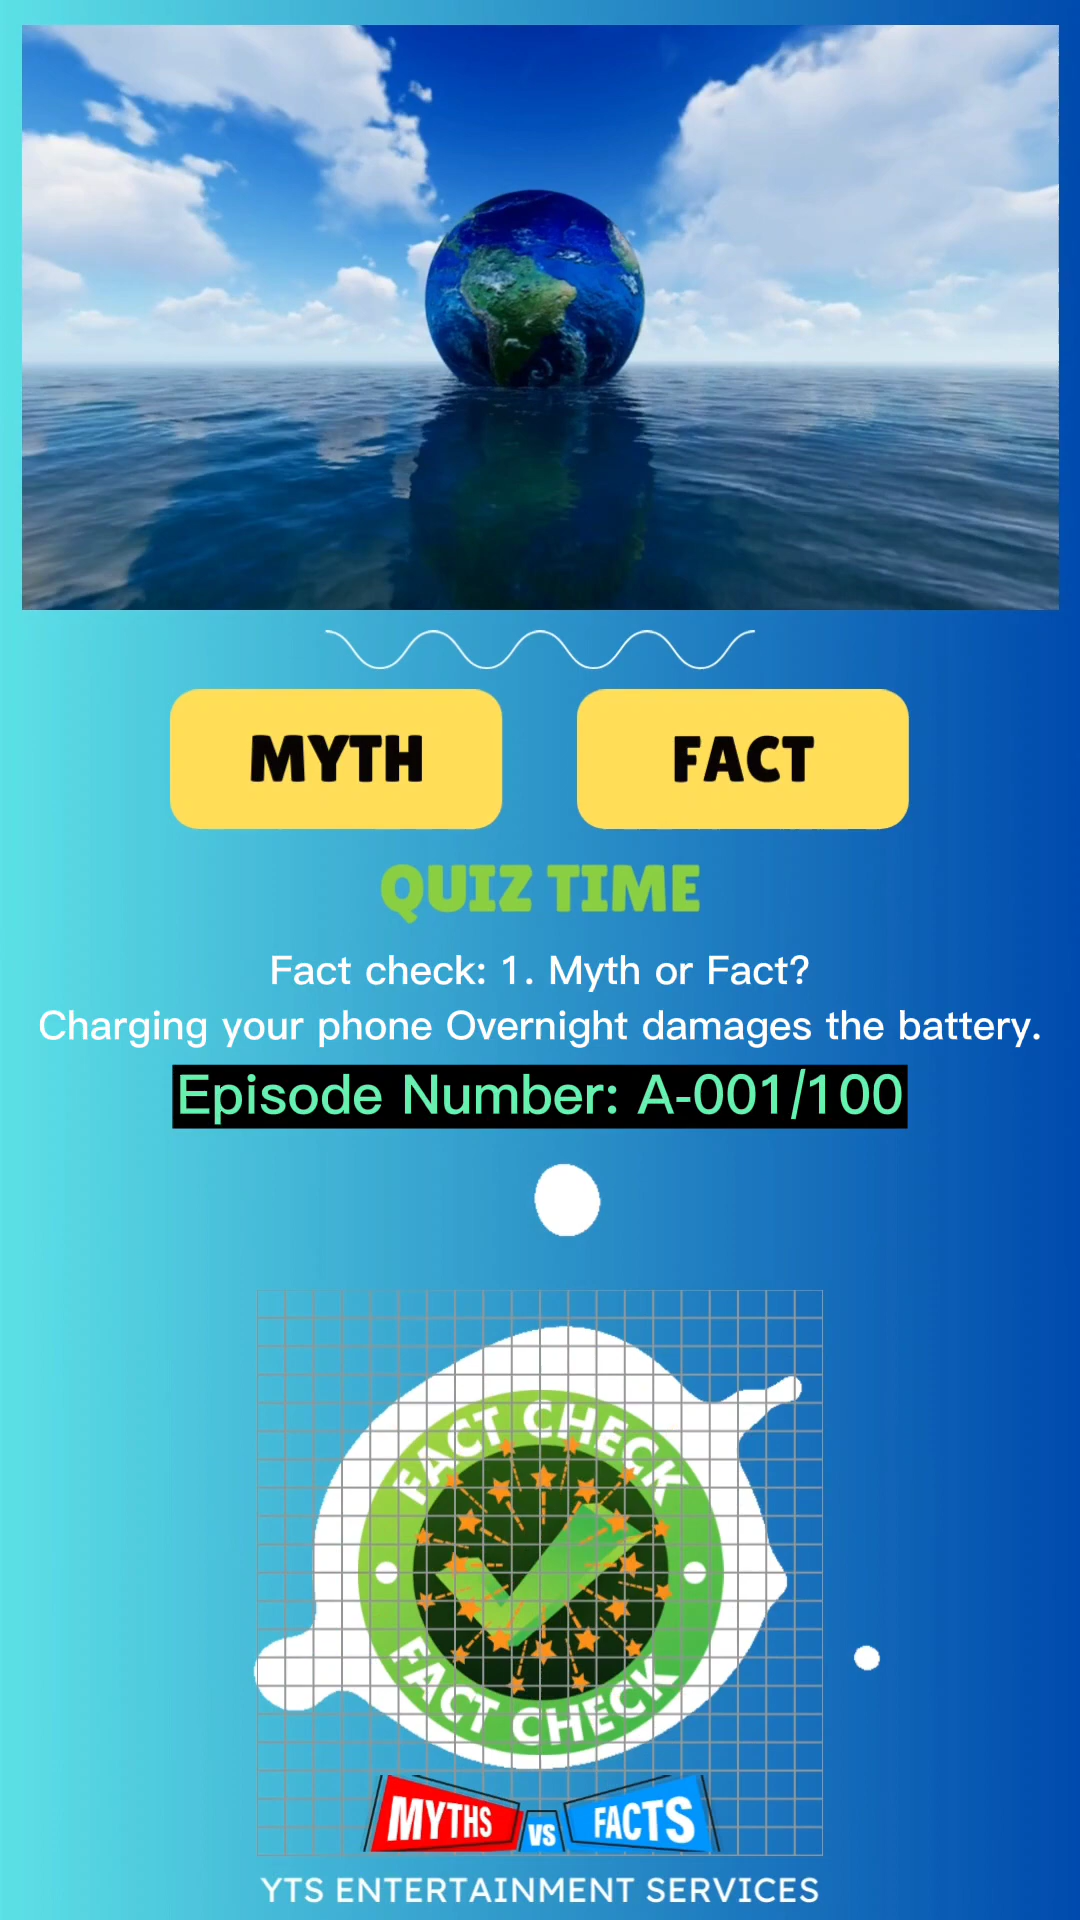 MYTH FACT
QUIZ TIME
Fact check: 1. Myth or Fact?
Charging your phone Overnight damages the battery.
Episode Number: A-001/100
FACT CHECK
FACT CHECK
MYTHS VS FACTS
YTS ENTERTAINMENT SERVICES